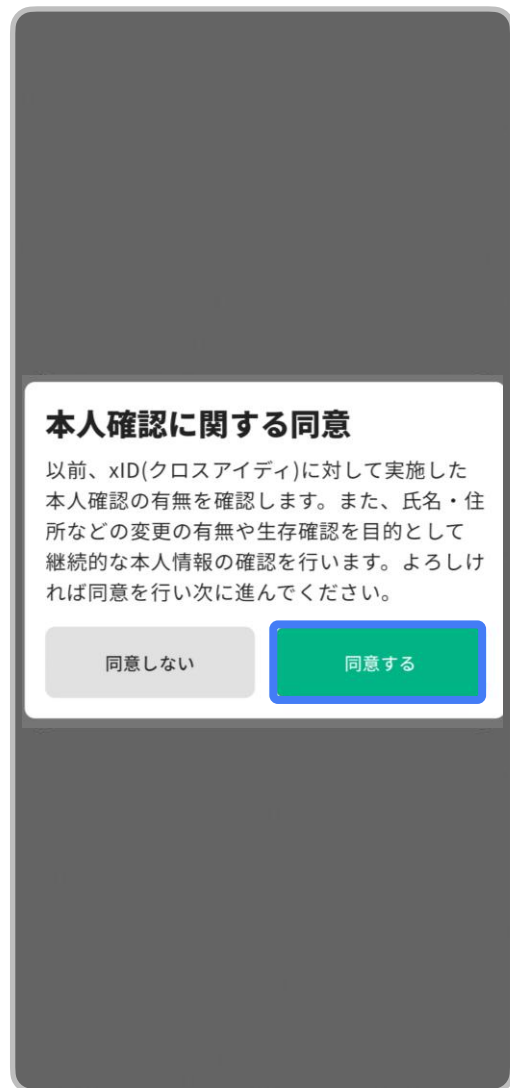 本人確認に関する同意
以前、xID(クロスアイディ)に対して実施した
本人確認の有無を確認します。また、氏名・住
所などの変更の有無や生存確認を目的として
継続的な本人情報の確認を行います。よろしけ
れば同意を行い次に進んでください。
同意しない
同意する